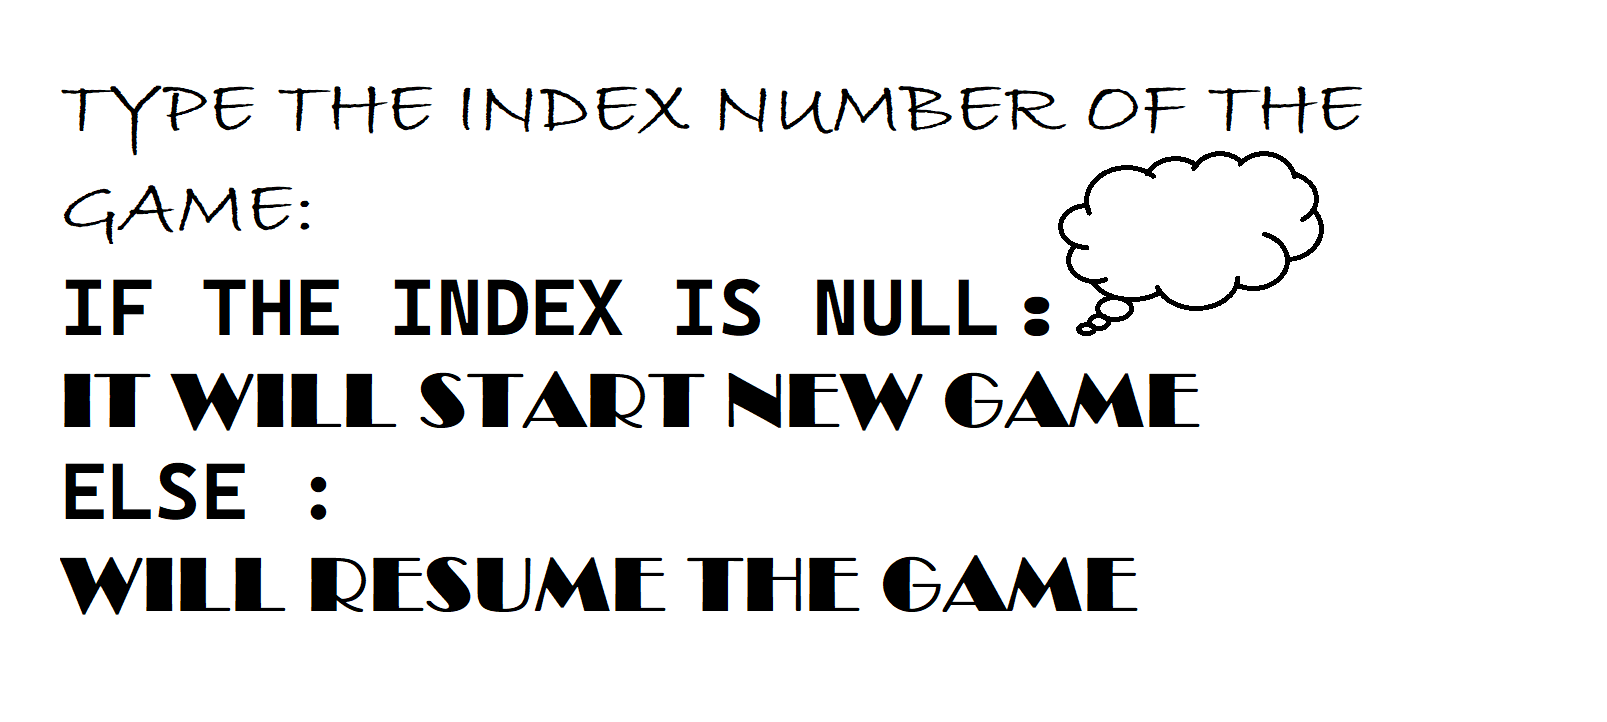 TYPE THE INDEX NUMBER OF THE
GAME:
IF THE INDEX IS NULL:
IT WILL START NEW GAME
ELSE :
WILL RESUME THE GAME